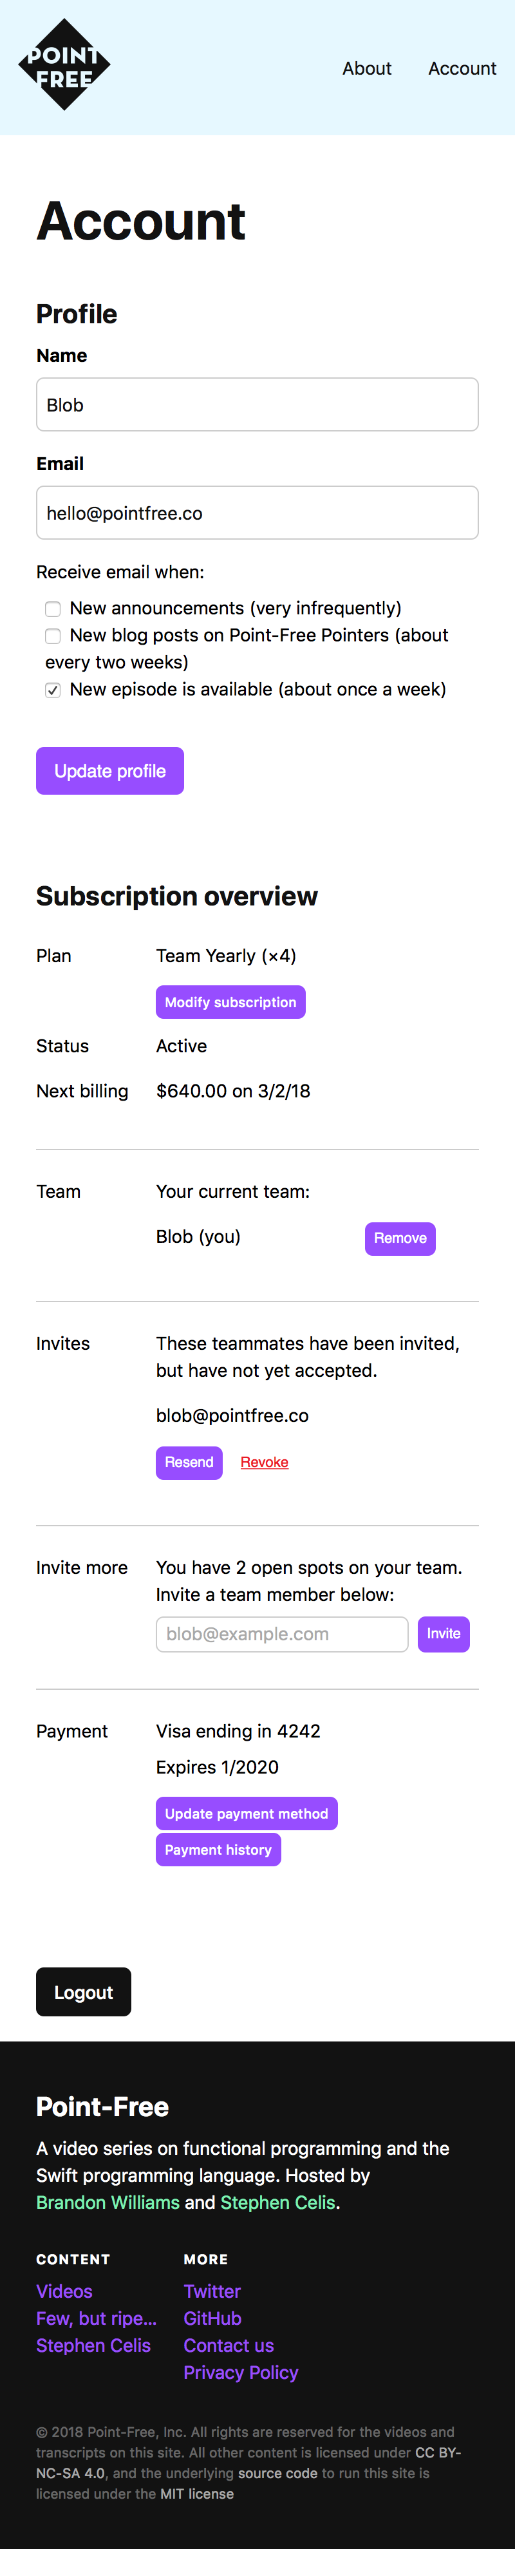 POINT
FREE
About
Account
Account
Profile
Name
Blob
Email
hello@pointfree.co
Receive email when:
New announcements (very infrequently)
New blog posts on Point-Free Pointers (about
every two weeks)
New episode is available (about once a week)
Update profile
Subscription overview
Plan
Team Yearly (×4)
Modify subscription
Status
Active
Next billing
$640.00 on 3/2/18
Team
Your current team:
Blob (you)
Remove
Invites
These teammates have been invited,
but have not yet accepted.
blob@pointfree.co
Resend
Revoke
Invite more
You have 2 open spots on your team.
Invite a team member below:
blob@example.com
Invite
Payment
Visa ending in 4242
Expires 1/2020
Update payment method
Payment history
Logout
Point-Free
A video series on functional programming and the
Swift programming language. Hosted by
Brandon Williams and Stephen Celis.
CONTENT
Videos
Few, but ripe...
Stephen Celis
MORE
Twitter
GitHub
Contact us
Privacy Policy
© 2018 Point-Free, Inc. All rights are reserved for the videos and
transcripts on this site. All other content is licensed under CC BY-
NC-SA 4.0, and the underlying source code to run this site is
licensed under the MIT license